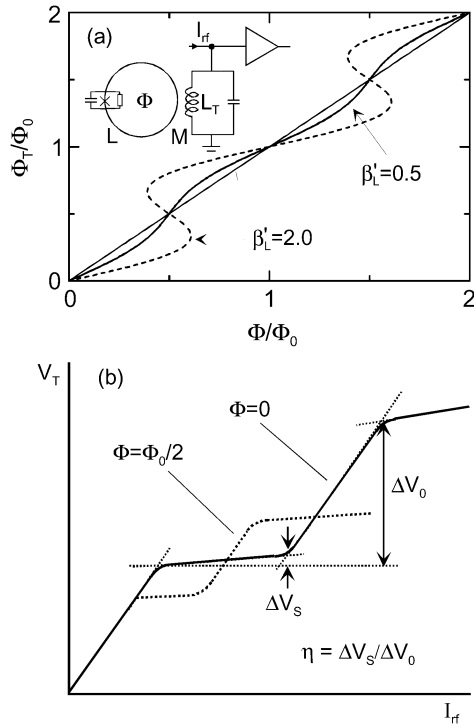 (a)
I_rf
Φ
L_T
L
M
Φ_T/Φ_0
2
1
0
β'_L=0.5
β'_L=2.0
0
1
2
Φ/Φ_0
V_T
(b)
Φ=0
Φ=Φ_0/2
ΔV_0
ΔV_S
η = ΔV_S/ΔV_0
I_rf